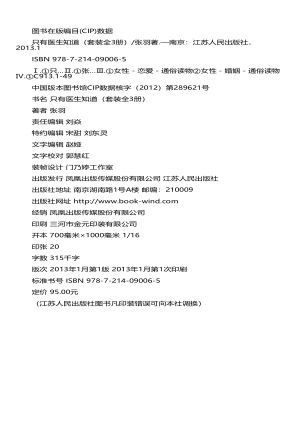 图书在版编目(CIP)数据
只有医生知道（套装全3册）/张羽著.—南京：江苏人民出版社，
2013.1
ISBN 978-7-214-09006-5
Ⅰ.①只…Ⅱ.①张…Ⅲ.①女性－恋爱－通俗读物②女性－婚姻－通俗读物
Ⅳ.①C913.1-49
中国版本图书馆CIP数据核字（2012）第289621号
书名 只有医生知道（套装全3册）
著者 张羽
责任编辑 刘焱
特约编辑 宋甜 刘东灵
文字编辑 赵娅
文字校对 郭慧红
装帧设计 门乃婷工作室
出版发行 凤凰出版传媒股份有限公司 江苏人民出版社
出版社地址 南京湖南路1号A楼 邮编：210009
出版社网址 http://www.book-wind.com
经销 凤凰出版传媒股份有限公司
印刷 三河市金元印装有限公司
开本 700毫米×1000毫米 1/16
印张 20
字数 315千字
版次 2013年1月第1版 2013年1月第1次印刷
标准书号 ISBN 978-7-214-09006-5
定价 95.00元
（江苏人民出版社图书凡印装错误可向本社调换）